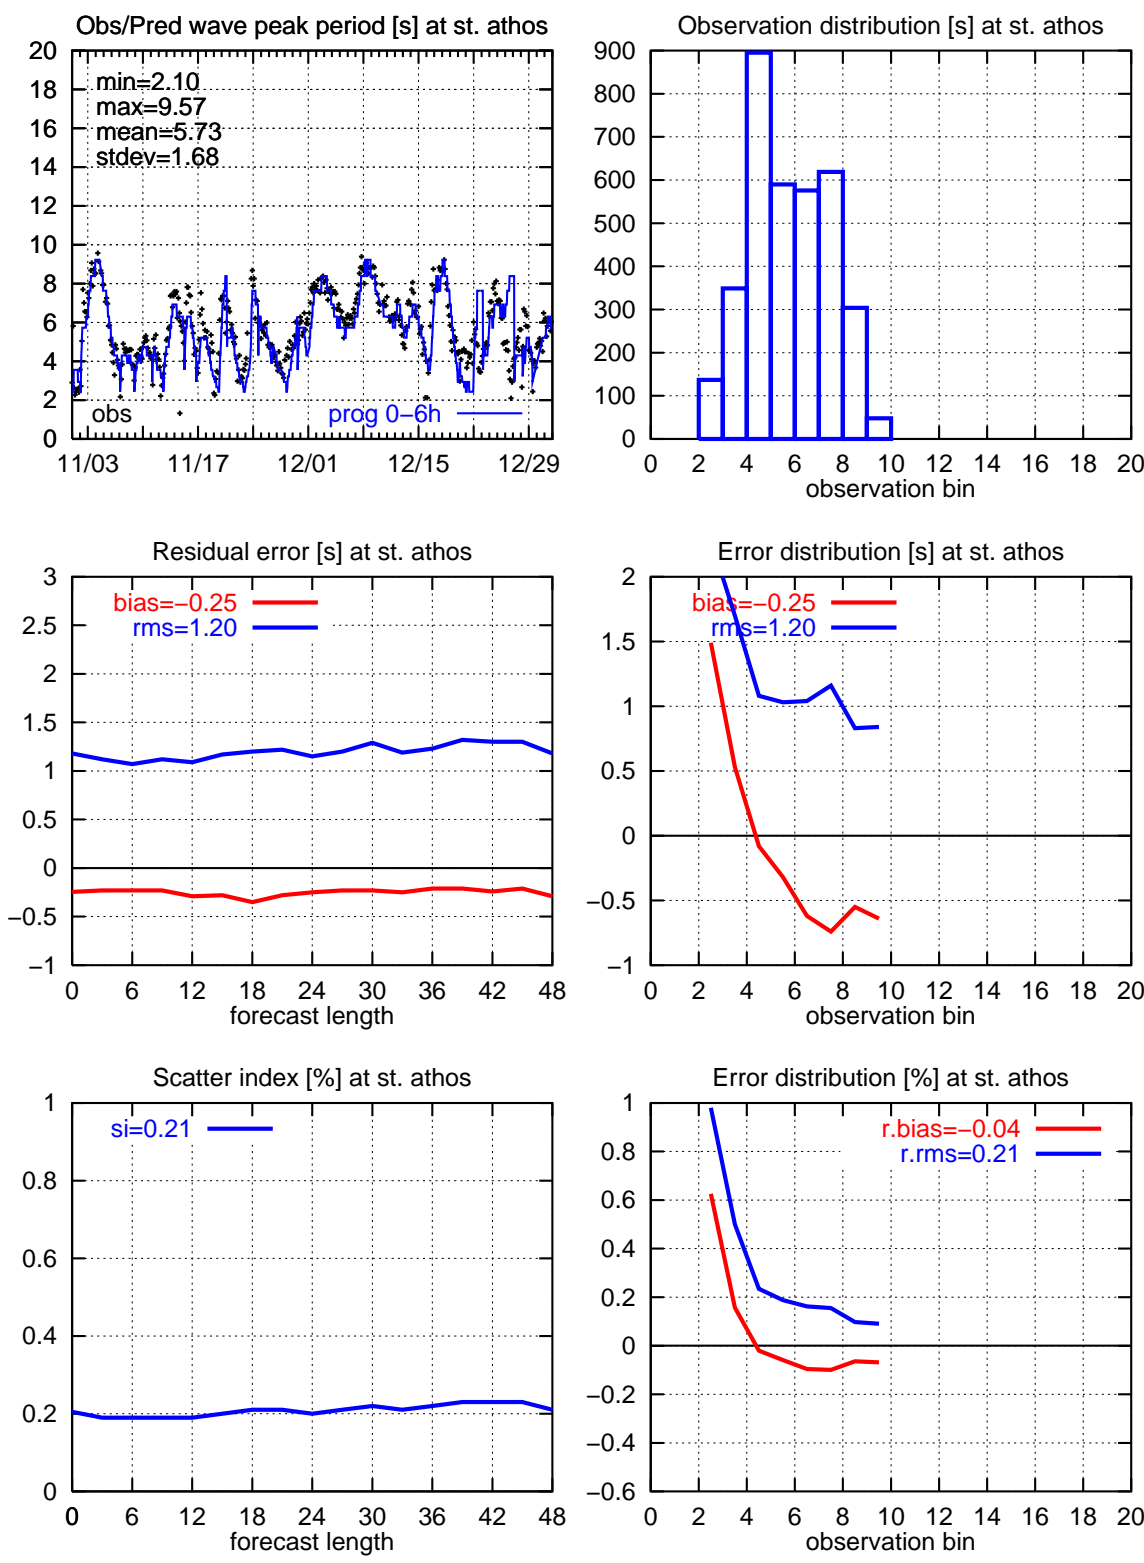 Obs/Pred wave peak period [s] at st. athos
20
18
16
14
12
10
8
6
4
2
0
min=2.10
max=9.57
mean=5.73
stdev=1.68
obs
prog 0−6h
11/03 11/17 12/01 12/15 12/29
Observation distribution [s] at st. athos
900
800
700
600
500
400
300
200
100
0
0 2 4 6 8 10 12 14 16 18 20
observation bin
Residual error [s] at st. athos
3
2.5
2
1.5
1
0.5
0
−0.5
−1
bias=−0.25
rms=1.20
0 6 12 18 24 30 36 42 48
forecast length
Error distribution [s] at st. athos
2
1.5
1
0.5
0
−0.5
−1
bias=−0.25
rms=1.20
0 2 4 6 8 10 12 14 16 18 20
observation bin
Scatter index [%] at st. athos
1
0.8
0.6
0.4
0.2
0
si=0.21
0 6 12 18 24 30 36 42 48
forecast length
Error distribution [%] at st. athos
1
0.8
0.6
0.4
0.2
0
−0.2
−0.4
−0.6
r.bias=−0.04
r.rms=0.21
0 2 4 6 8 10 12 14 16 18 20
observation bin